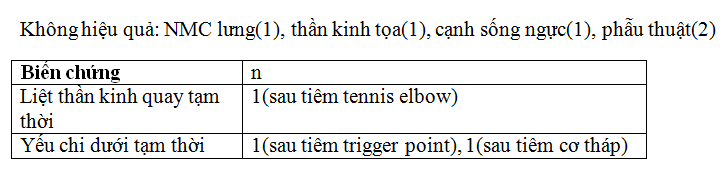 Không hiệu quả: NMC lưng(1), thần kinh tọa(1), cạnh sống ngực(1), phẫu thuật(2)
Biến chứng n
Liệt thần kinh quay tạm thời 1(sau tiêm tennis elbow)
Yếu chi dưới tạm thời 1(sau tiêm trigger point), 1(sau tiêm cơ tháp)